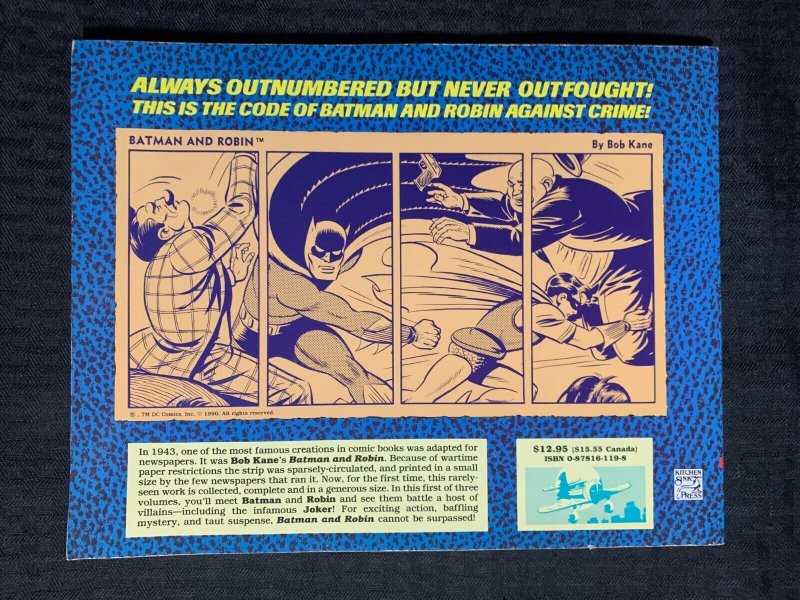 ALWAYS OUTNUMBERED BUT NEVER OUTFOUGHT!
THIS IS THE CODE OF BATMAN AND ROBIN AGAINST CRIME!
BATMAN AND ROBIN™ By Bob Kane
®, TM DC Comics, Inc. © 1990. All rights reserved.
In 1943, one of the most famous creations in comic books was adapted for
newspapers. It was Bob Kane's Batman and Robin. Because of wartime
paper restrictions the strip was sparsely-circulated, and printed in a small
size by the few newspapers that ran it. Now, for the first time, this rarely-
seen work is collected, complete and in a generous size. In this first of three
volumes, you'll meet Batman and Robin and see them battle a host of
villains—including the infamous Joker! For exciting action, baffling
mystery, and taut suspense, Batman and Robin cannot be surpassed!
$12.95 ($15.55 Canada)
ISBN 0-87816-119-8
KITCHEN
SINK
PRESS